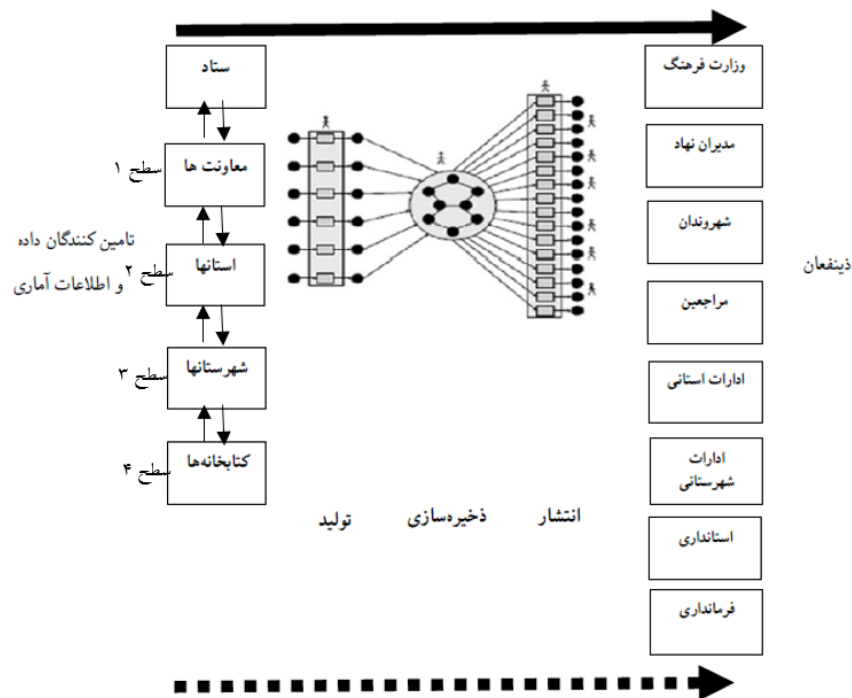 ستاد
معاونت ها
سطح ۱
استانها
سطح ۲
تامین کنندگان داده
و اطلاعات آماری
شهرستانها
سطح ۳
کتابخانه‌ها
سطح ۴
تولید
ذخیره‌سازی
انتشار
وزارت فرهنگ
مدیران نهاد
شهروندان
مراجعین
ادارات استانی
ادارات
شهرستانی
استانداری
فرمانداری
ذینفعان